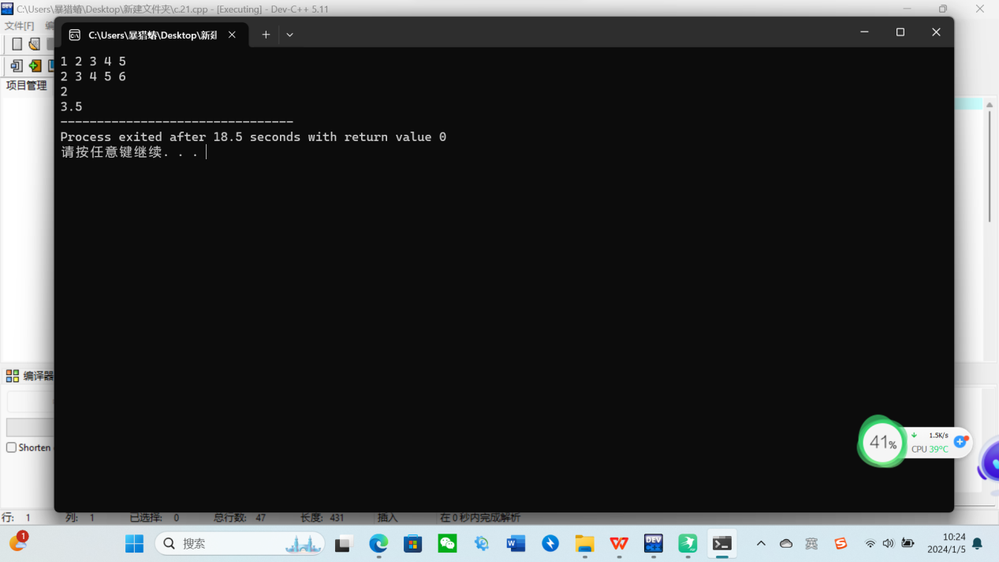 C:\Users\暴猎蝽\Desktop\新建文件夹\c.21.cpp - [Executing] - Dev-C++ 5.11
文件[F] 编
C:\Users\暴猎蝽\Desktop\新建
项目管理
1 2 3 4 5
2 3 4 5 6
2
3.5
--------------------------------
Process exited after 18.5 seconds with return value 0
请按任意键继续. . .
编译器
Shorten
41%
1.5K/s
CPU 39°C
行: 1 列: 1 已选择: 0 总行数: 47 长度: 431 插入 在 0 秒内完成解析
1
搜索
W
DEV
英
10:24
2024/1/5